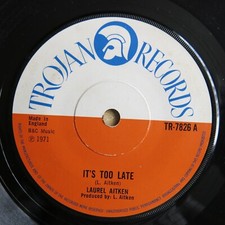 TROJAN RECORDS
Made in
England
B&C Music
℗ 1971
TR-7826 A
IT'S TOO LATE
(L. Aitken)
LAUREL AITKEN
Produced by: L. Aitken